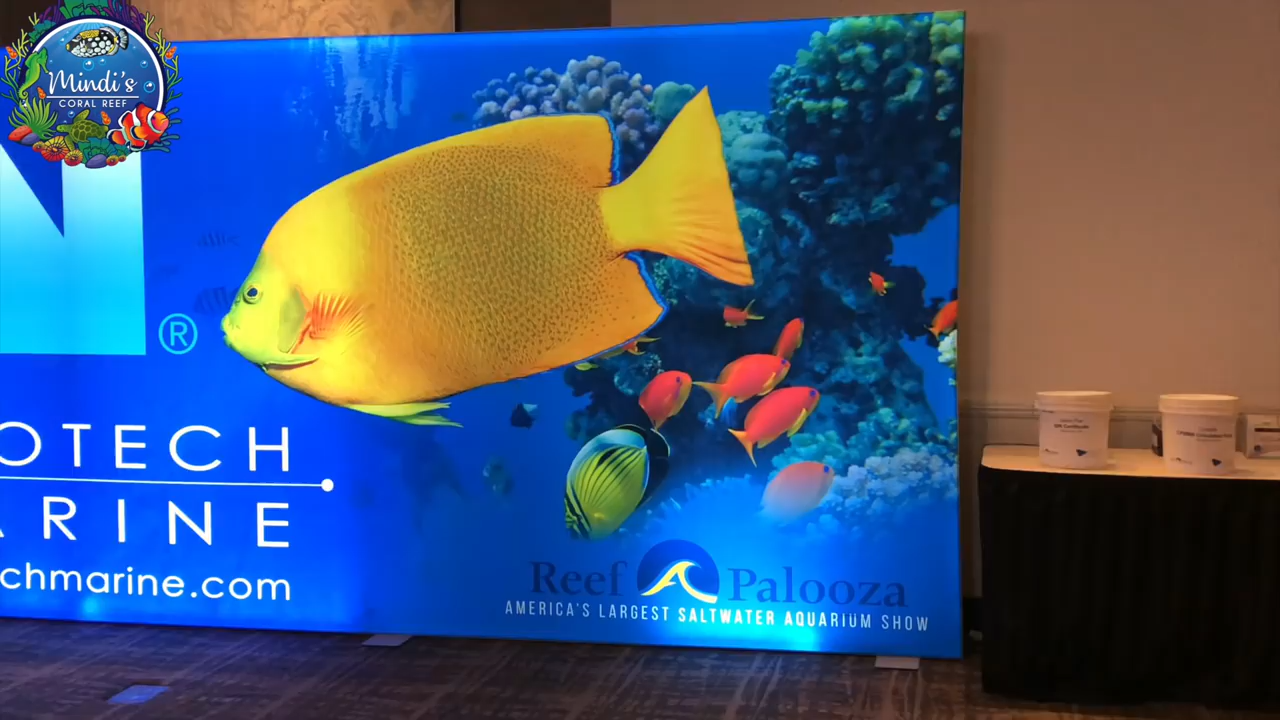 Mindi's
CORAL REEF
N
®
OTECH
ARINE
chmarine.com
Reef Palooza
AMERICA'S LARGEST SALTWATER AQUARIUM SHOW